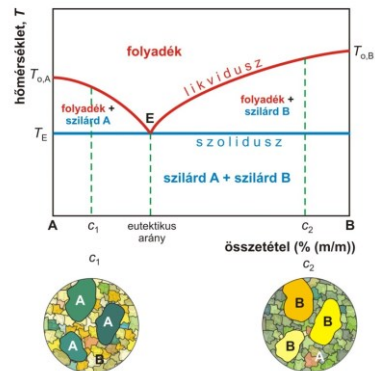 hőmérséklet, T
folyadék
T₀,A
T₀,B
likvidusz
folyadék +
szilárd A
E
folyadék +
szilárd B
T_E
szolidusz
szilárd A + szilárd B
A
c₁
eutektikus
arány
c₂
B
összetétel (% (m/m))
c₁
c₂
A
A
A
B
B
B
B
A